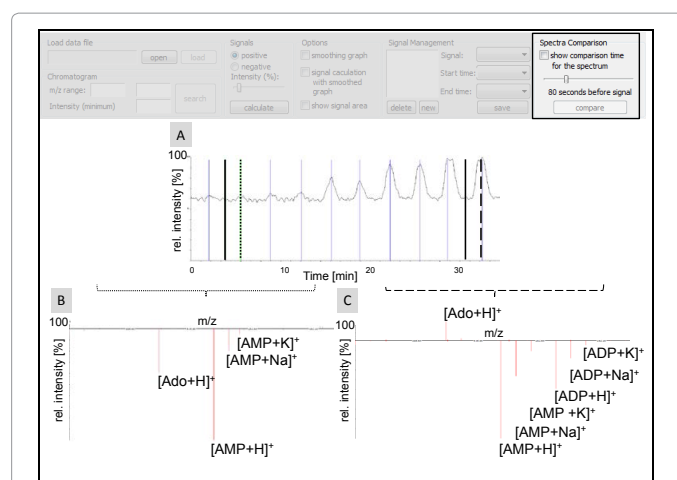 Load data file
open
load
Chromatogram
m/z range:
Intensity (minimum)
search
Signals
positive
negative
Intensity (%):
calculate
Options
smoothing graph
signal caculation
with smoothed
graph
show signal area
Signal Management
Signal:
Start time:
End time:
delete
new
save
Spectra Comparison
show comparison time
for the spectrum
80 seconds before signal
compare
A
100
rel. intensity [%]
0
10
20
30
Time [min]
B
100
m/z
rel. intensity [%]
[AMP+K]⁺
[AMP+Na]⁺
[Ado+H]⁺
[AMP+H]⁺
C
[Ado+H]⁺
100
m/z
rel. intensity [%]
[ADP+K]⁺
[ADP+Na]⁺
[ADP+H]⁺
[AMP +K]⁺
[AMP+Na]⁺
[AMP+H]⁺